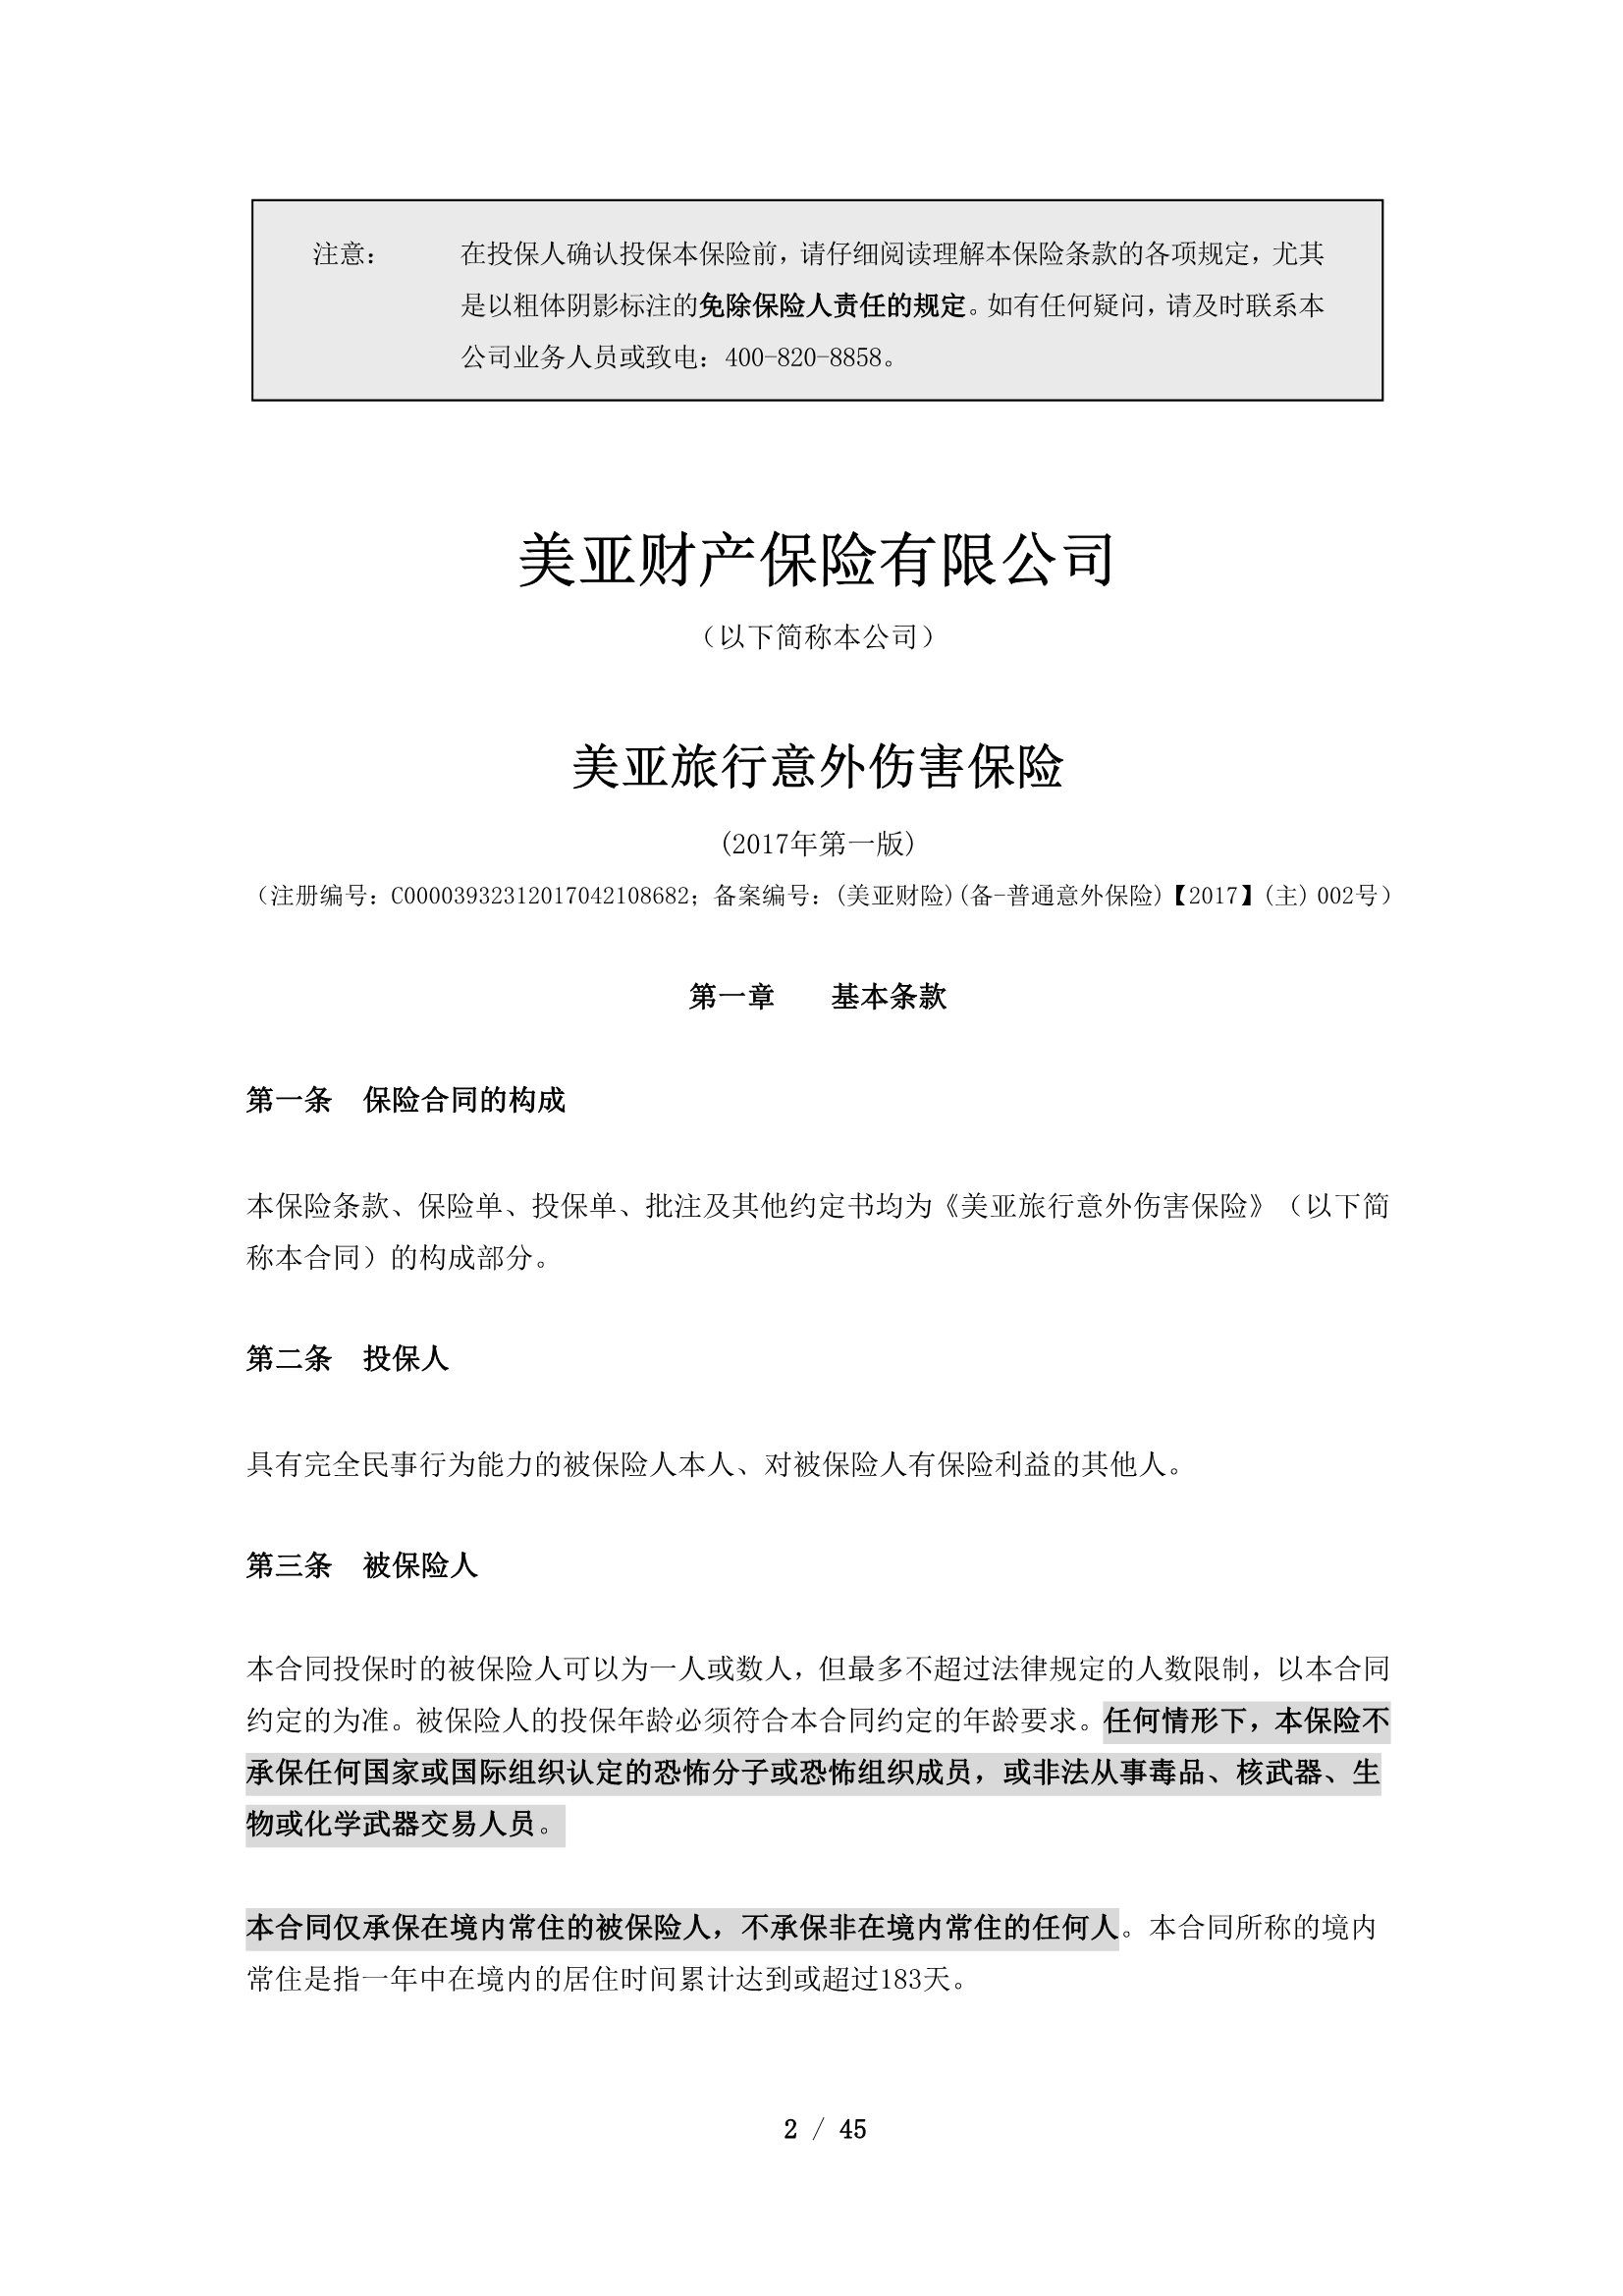 注意： 在投保人确认投保本保险前，请仔细阅读理解本保险条款的各项规定，尤其
是以粗体阴影标注的免除保险人责任的规定。如有任何疑问，请及时联系本
公司业务人员或致电：400-820-8858。
美亚财产保险有限公司
（以下简称本公司）
美亚旅行意外伤害保险
(2017年第一版)
（注册编号：C00003932312017042108682；备案编号：(美亚财险)(备-普通意外保险)【2017】(主) 002号）
第一章 基本条款
第一条 保险合同的构成
本保险条款、保险单、投保单、批注及其他约定书均为《美亚旅行意外伤害保险》（以下简
称本合同）的构成部分。
第二条 投保人
具有完全民事行为能力的被保险人本人、对被保险人有保险利益的其他人。
第三条 被保险人
本合同投保时的被保险人可以为一人或数人，但最多不超过法律规定的人数限制，以本合同
约定的为准。被保险人的投保年龄必须符合本合同约定的年龄要求。任何情形下，本保险不
承保任何国家或国际组织认定的恐怖分子或恐怖组织成员，或非法从事毒品、核武器、生
物或化学武器交易人员。
本合同仅承保在境内常住的被保险人，不承保非在境内常住的任何人。本合同所称的境内
常住是指一年中在境内的居住时间累计达到或超过183天。
2 / 45